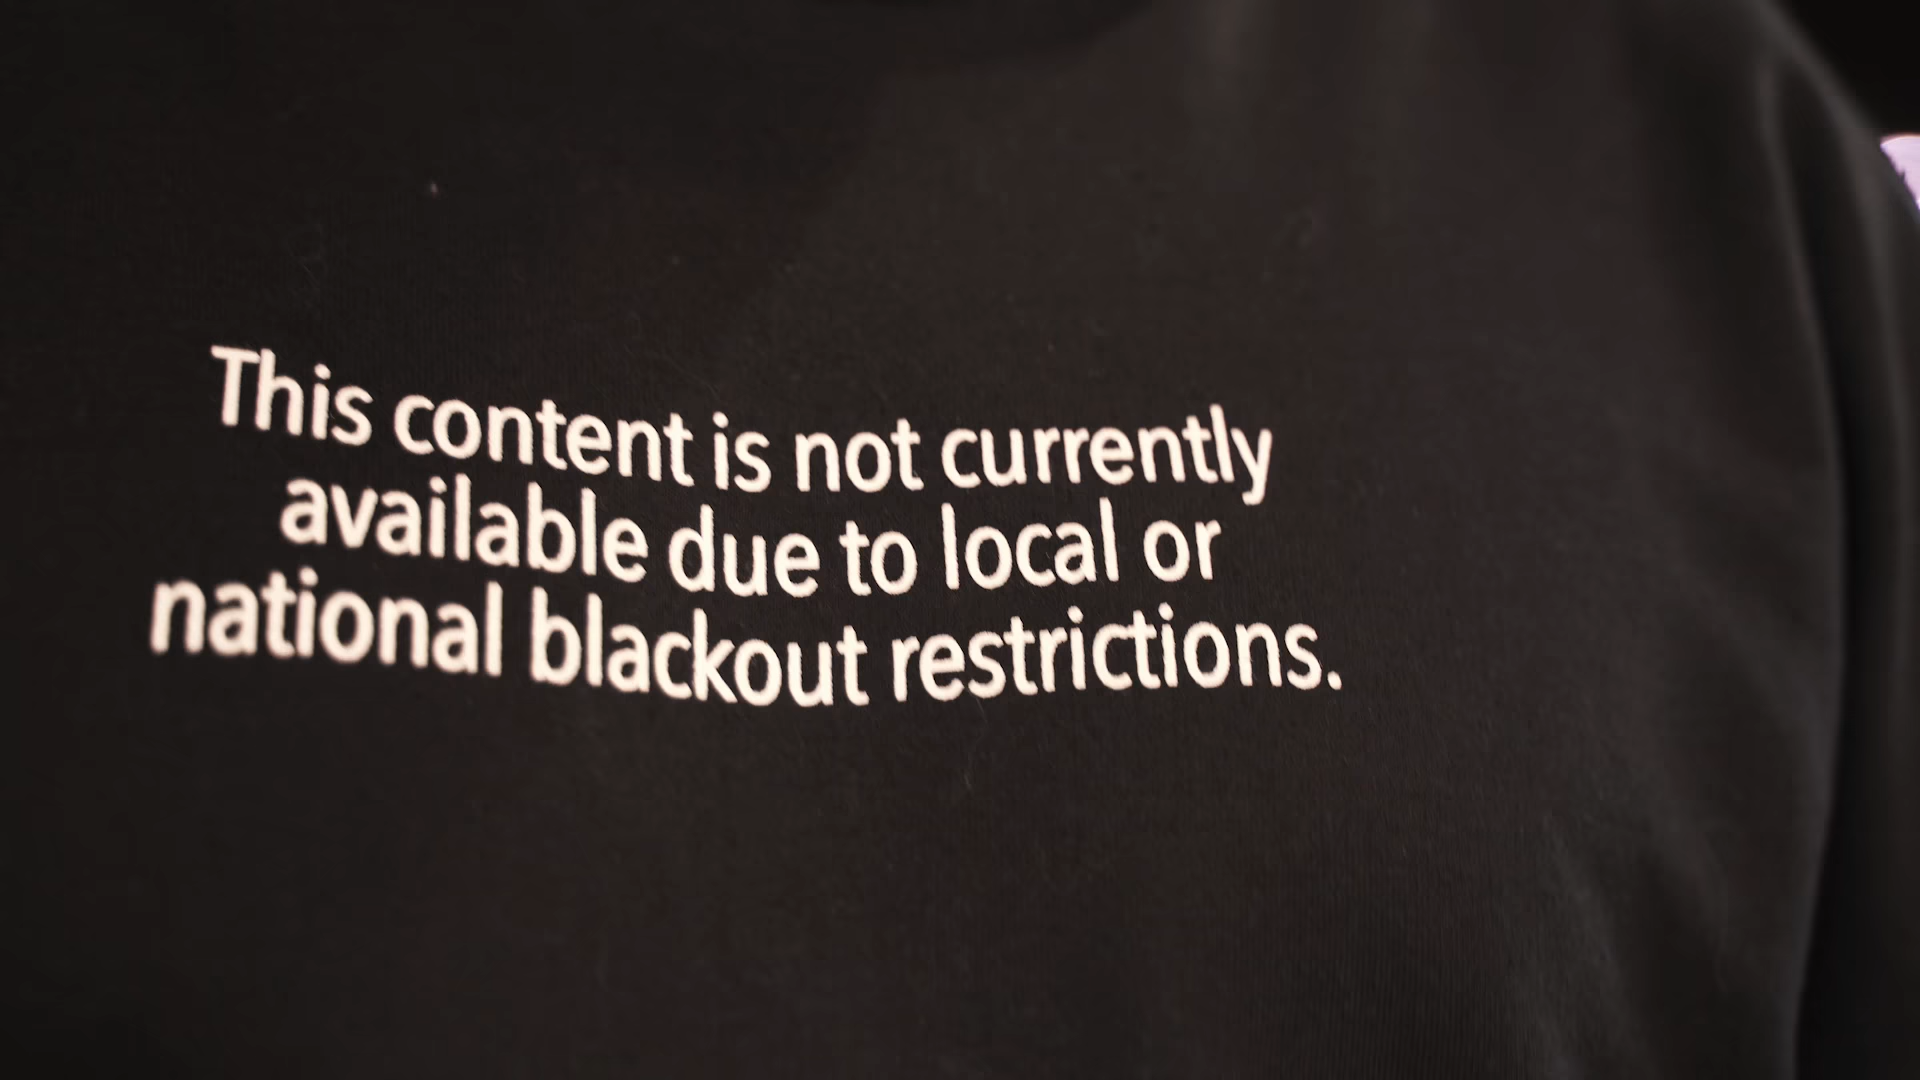 This content is not currently
available due to local or
national blackout restrictions.